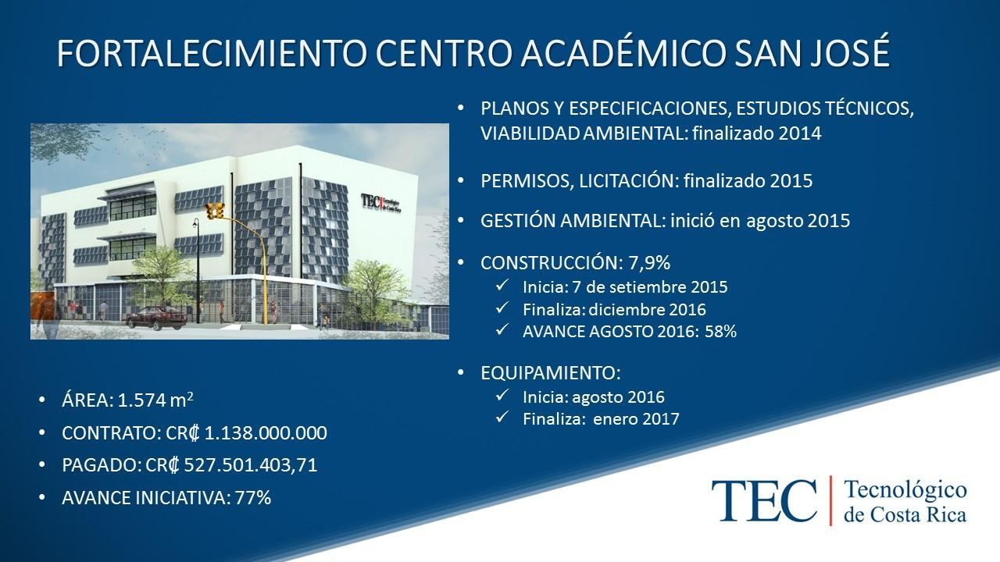 FORTALECIMIENTO CENTRO ACADÉMICO SAN JOSÉ
TEC | Tecnológico
de Costa Rica
• ÁREA: 1.574 m²
• CONTRATO: CR₡ 1.138.000.000
• PAGADO: CR₡ 527.501.403,71
• AVANCE INICIATIVA: 77%
• PLANOS Y ESPECIFICACIONES, ESTUDIOS TÉCNICOS,
VIABILIDAD AMBIENTAL: finalizado 2014
• PERMISOS, LICITACIÓN: finalizado 2015
• GESTIÓN AMBIENTAL: inició en agosto 2015
• CONSTRUCCIÓN: 7,9%
✓ Inicia: 7 de setiembre 2015
✓ Finaliza: diciembre 2016
✓ AVANCE AGOSTO 2016: 58%
• EQUIPAMIENTO:
✓ Inicia: agosto 2016
✓ Finaliza: enero 2017
TEC | Tecnológico
de Costa Rica